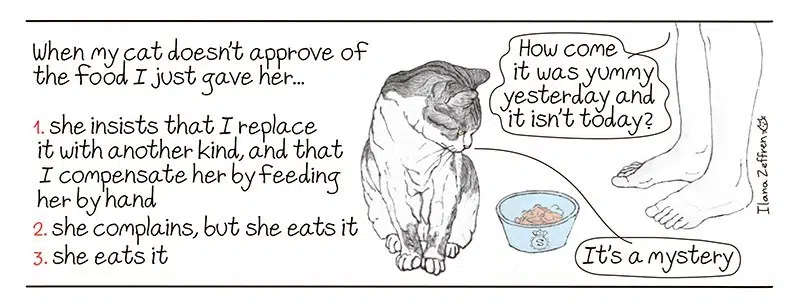 When my cat doesn't approve of
the food I just gave her...
1. she insists that I replace
it with another kind, and that
I compensate her by feeding
her by hand
2. she complains, but she eats it
3. she eats it
How come
it was yummy
yesterday and
it isn't today?
S
It's a mystery
Ilana Zeffren